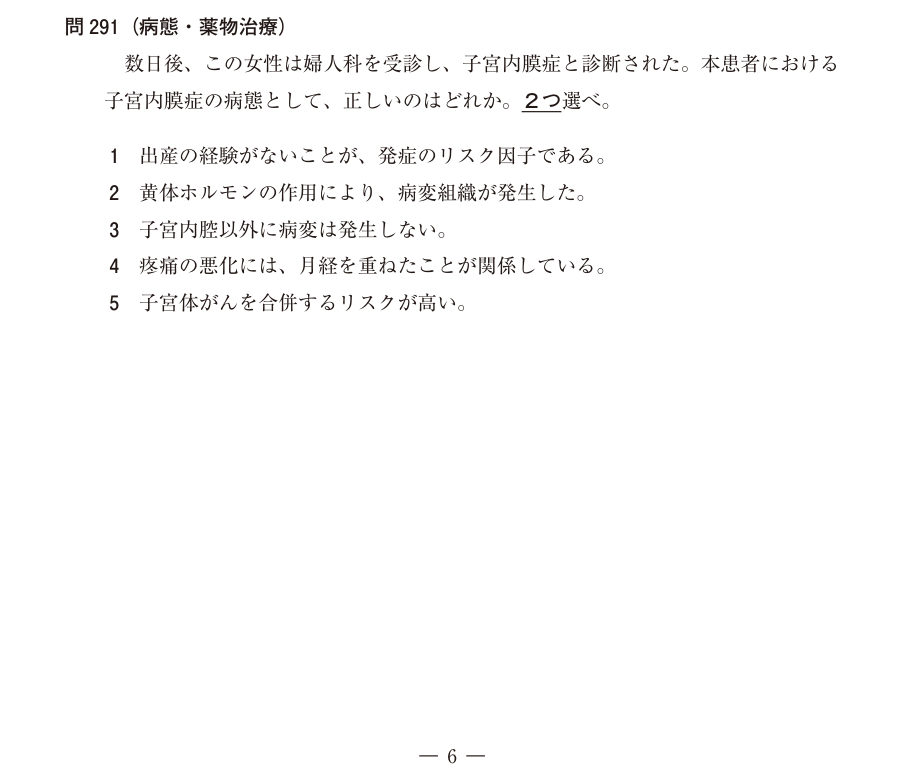 問 291（病態・薬物治療）
数日後、この女性は婦人科を受診し、子宮内膜症と診断された。本患者における
子宮内膜症の病態として、正しいのはどれか。２つ選べ。
1 出産の経験がないことが、発症のリスク因子である。
2 黄体ホルモンの作用により、病変組織が発生した。
3 子宮内腔以外に病変は発生しない。
4 疼痛の悪化には、月経を重ねたことが関係している。
5 子宮体がんを合併するリスクが高い。
― 6 ―